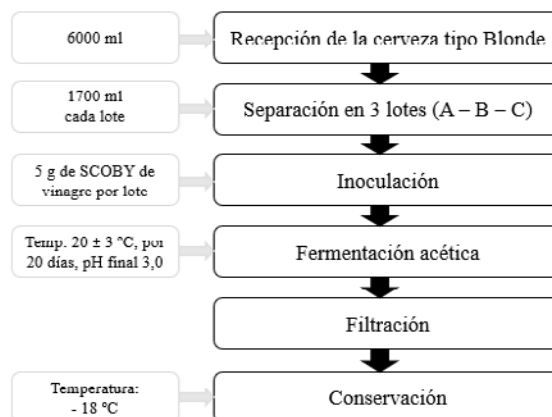 6000 ml
Recepción de la cerveza tipo Blonde
1700 ml
cada lote
Separación en 3 lotes (A – B – C)
5 g de SCOBY de
vinagre por lote
Inoculación
Temp. 20 ± 3 °C, por
20 días, pH final 3,0
Fermentación acética
Filtración
Temperatura:
- 18 °C
Conservación